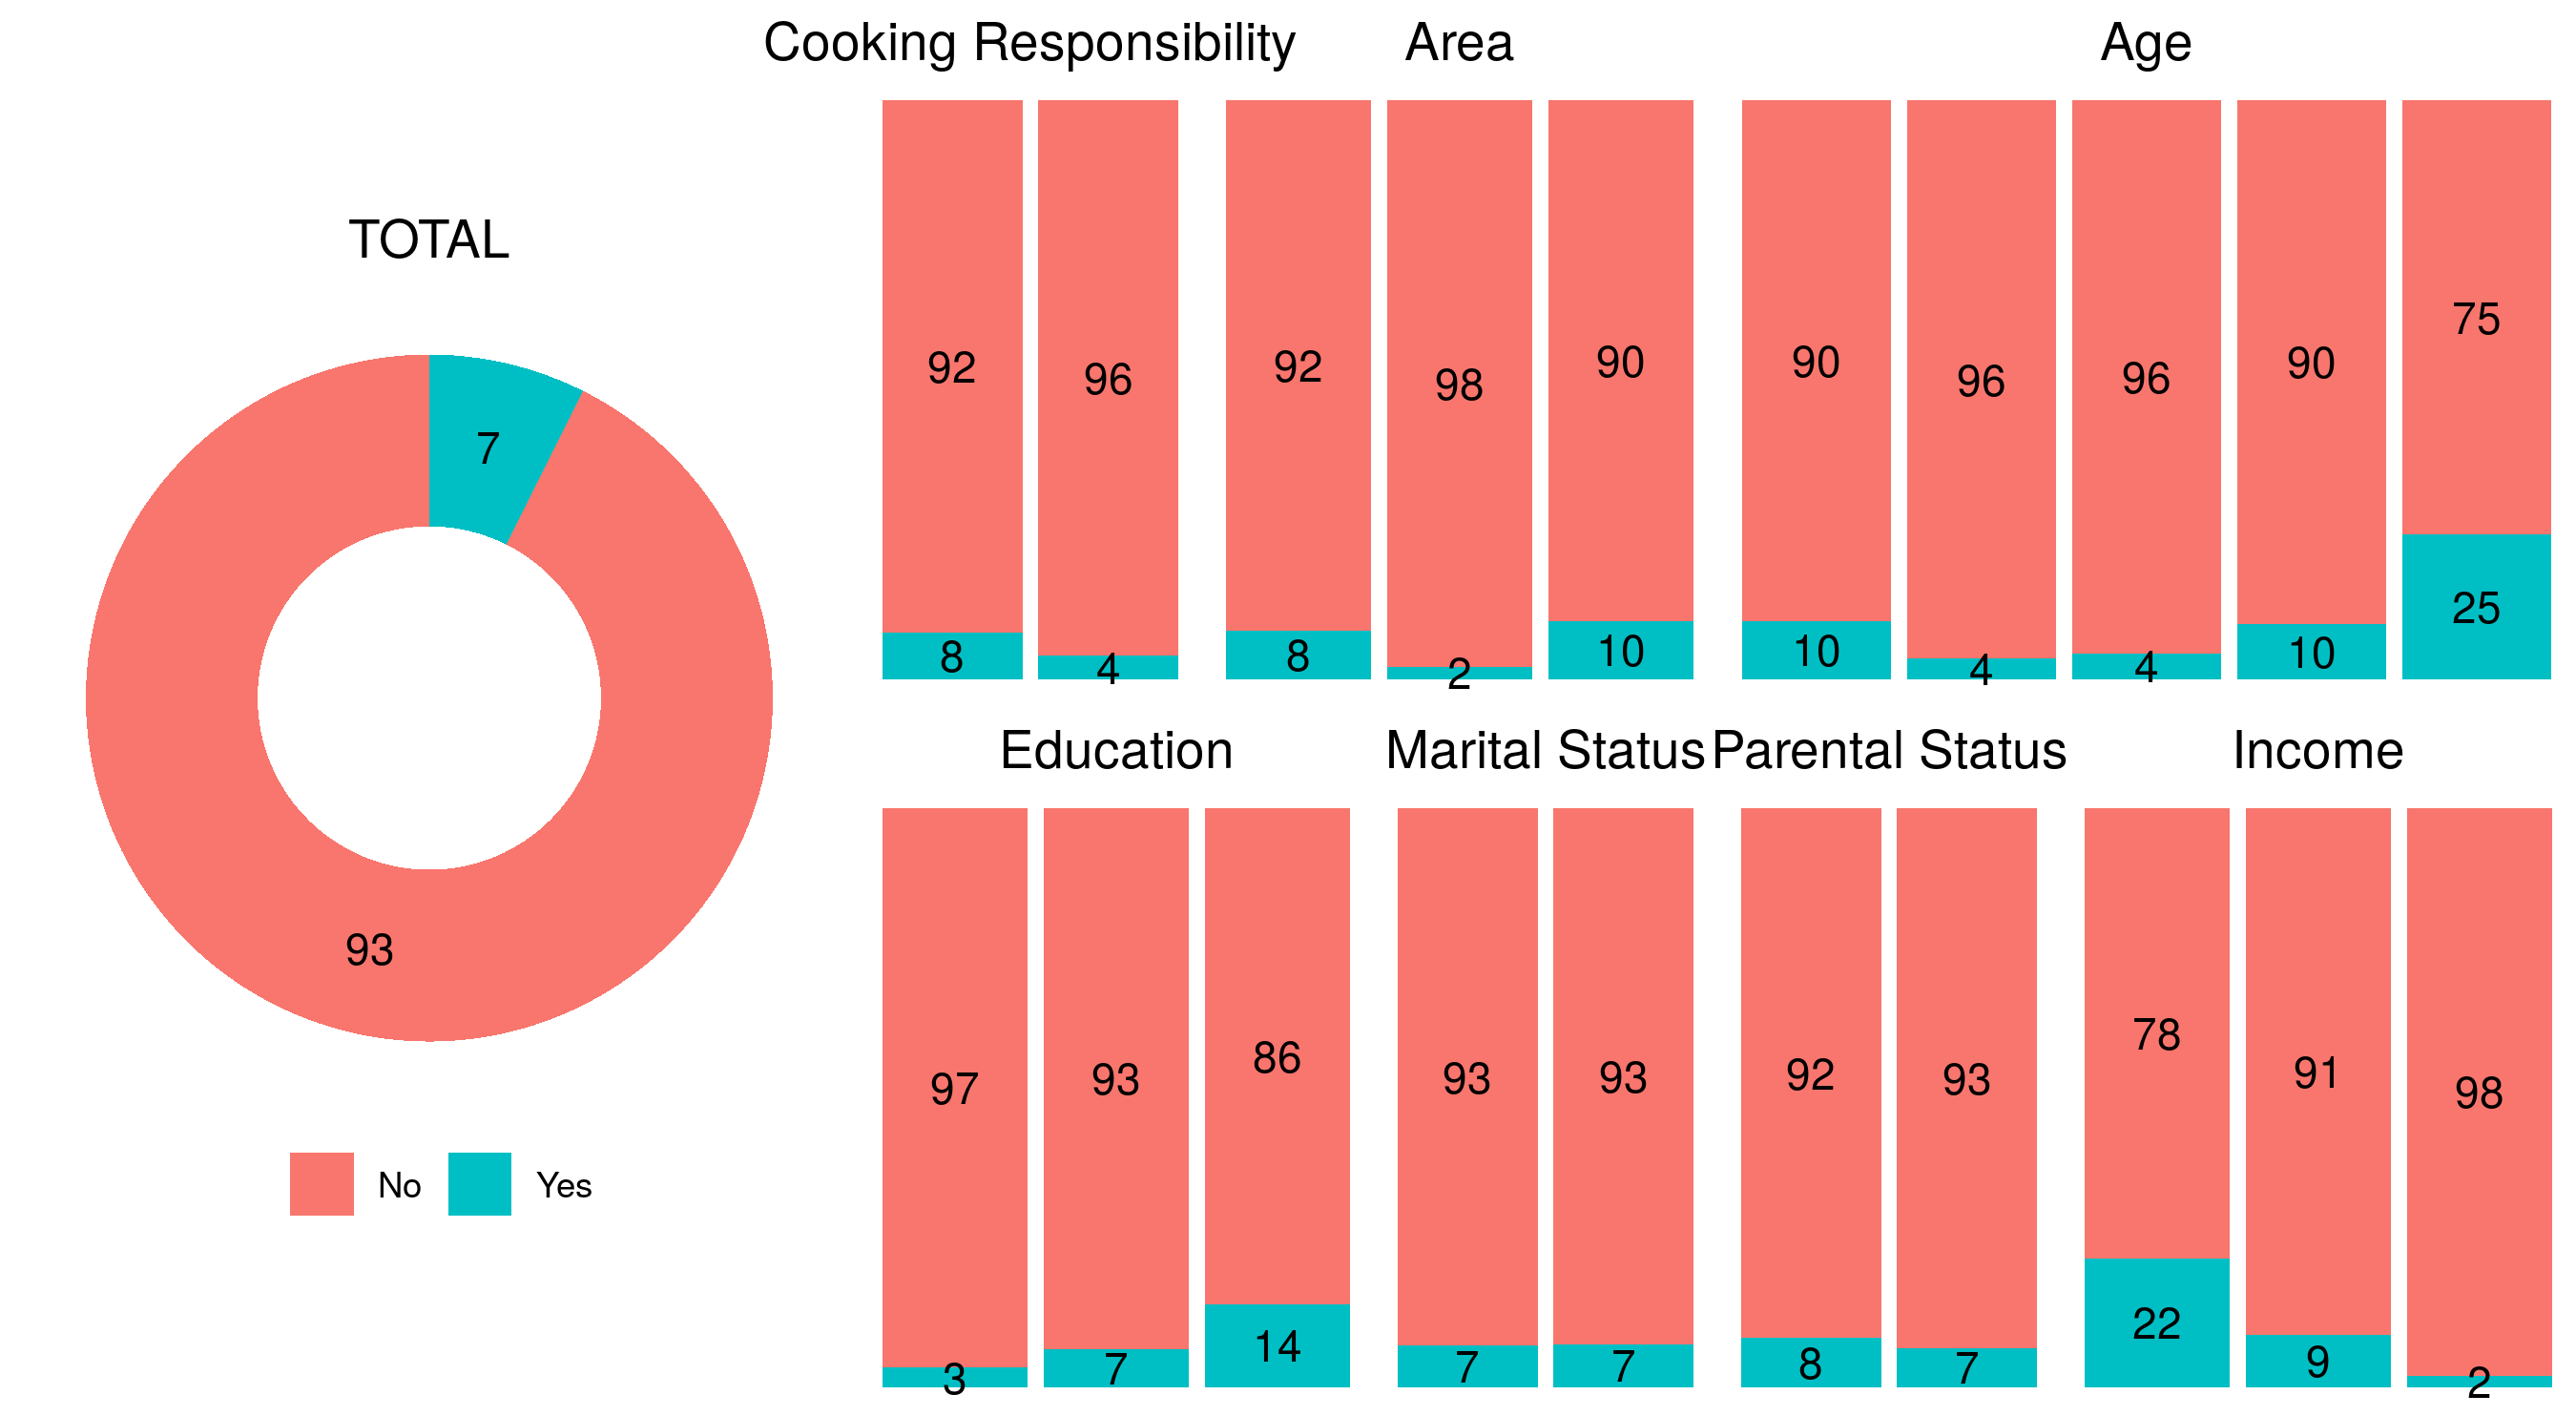 Cooking Responsibility Area Age
TOTAL
92 96 92 98 90 90 96 96 90 75
8 4 8 2 10 10 4 4 10 25
7
93
No Yes
Education Marital Status Parental Status Income
97 93 86 93 93 92 93 78 91 98
3 7 14 7 7 8 7 22 9 2